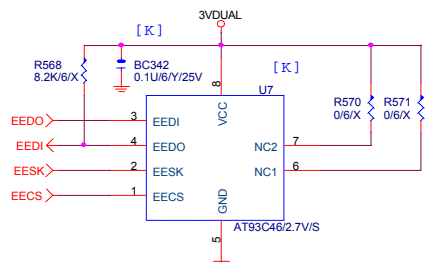 3VDUAL
[K]
R568
8.2K/6/X
BC342
0.1U/6/Y/25V
[K]
U7
R570
0/6/X
R571
0/6/X
8
VCC
EEDO
3
EEDI
EEDI
4
EEDO
NC2
7
EESK
2
EESK
NC1
6
EECS
1
EECS
GND
5
AT93C46/2.7V/S